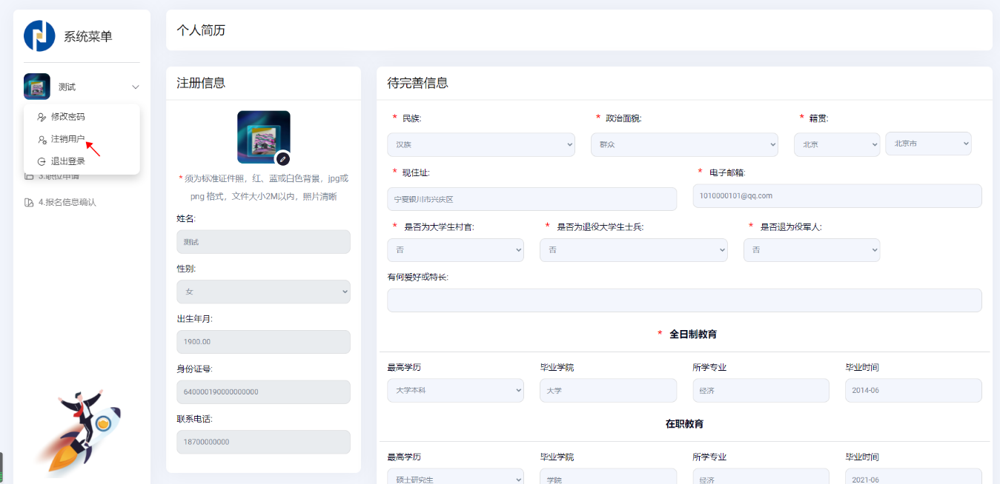 系统菜单
测试
修改密码
注销用户
退出登录
3.职位申请
4.报名信息确认
个人简历
注册信息
* 须为标准证件照，红、蓝或白色背景，jpg或
png 格式，文件大小2M以内，照片清晰
姓名:
测试
性别:
女
出生年月:
1900.00
身份证号:
640000190000000000
联系电话:
18700000000
待完善信息
* 民族: * 政治面貌: * 籍贯:
汉族 群众 北京 北京市
* 现住址: * 电子邮箱:
宁夏银川市兴庆区 1010000101@qq.com
* 是否为大学生村官: * 是否为退役大学生士兵: * 是否退为役军人:
否 否 否
有何爱好或特长:
* 全日制教育
最高学历 毕业学院 所学专业 毕业时间
大学本科 大学 经济 2014-06
在职教育
最高学历 毕业学院 所学专业 毕业时间
硕士研究生 学院 经济 2021-06